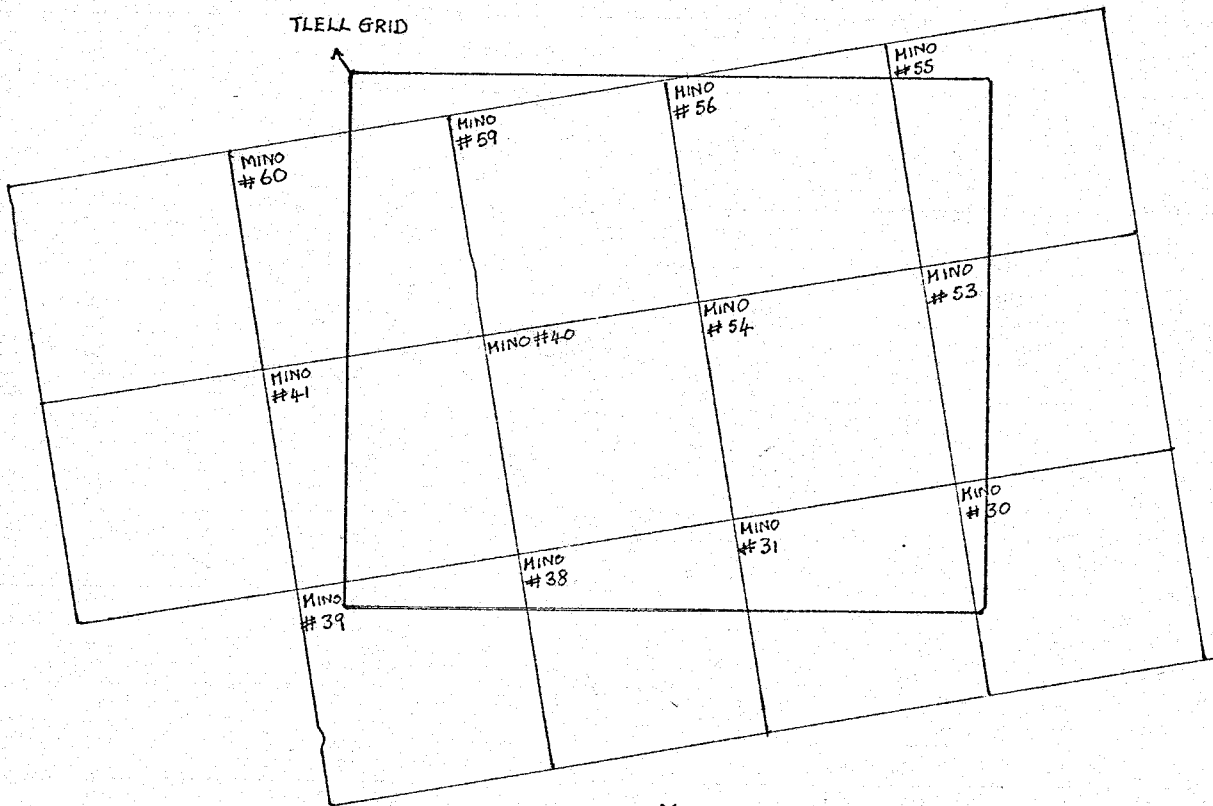 TLELL GRID
MINO
#55
MINO
#56
MINO
#59
MINO
#60
MINO
#53
MINO
#54
MINO #40
MINO
#41
MINO
#30
MINO
#31
MINO
#38
MINO
#39